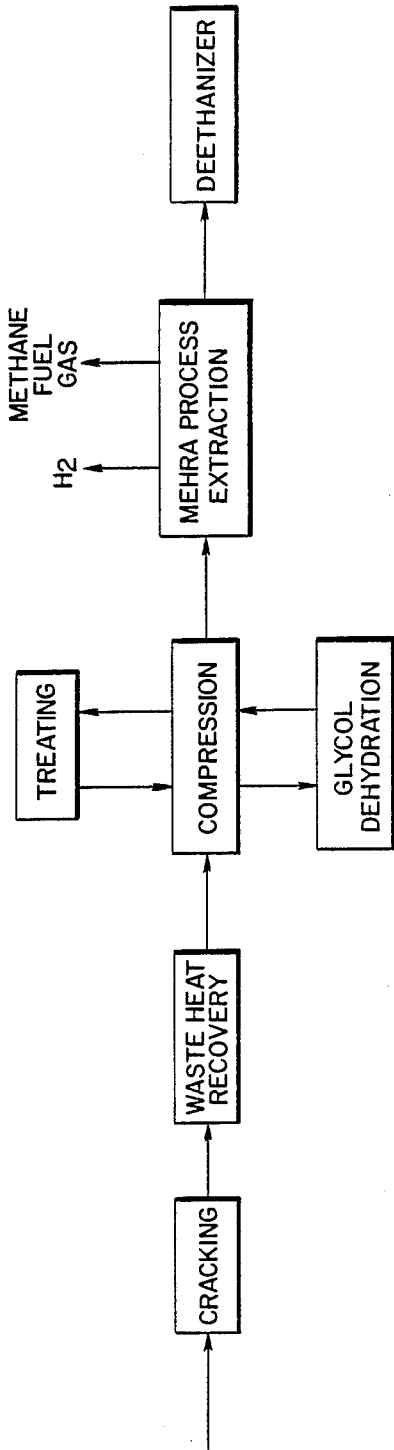 CRACKING
WASTE HEAT
RECOVERY
TREATING
COMPRESSION
GLYCOL
DEHYDRATION
H2
METHANE
FUEL
GAS
MEHRA PROCESS
EXTRACTION
DEETHANIZER